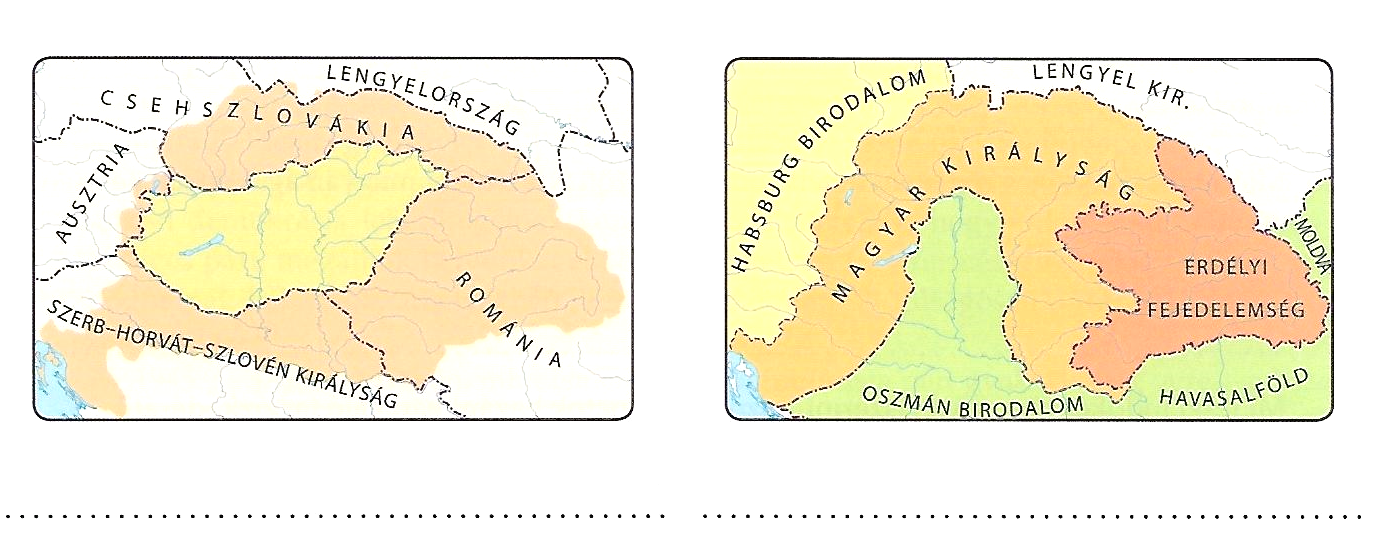 LENGYELORSZÁG
CSEHSZLOVÁKIA
AUSZTRIA
ROMÁNIA
SZERB–HORVÁT–SZLOVÉN KIRÁLYSÁG
LENGYEL KIR.
HABSBURG BIRODALOM
MAGYAR KIRÁLYSÁG
MOLDVA
ERDÉLYI
FEJEDELEMSÉG
HAVASALFÖLD
OSZMÁN BIRODALOM